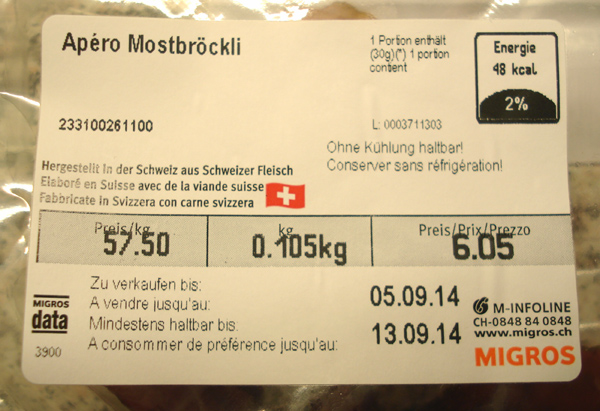 Apéro Mostbröckli
1 Portion enthält
(30g)(*) 1 portion
contient
Energie
48 kcal
2%
233100261100
L: 0003711303
Ohne Kühlung haltbar!
Conserver sans réfrigération!
Hergestellt in der Schweiz aus Schweizer Fleisch
Elaboré en Suisse avec de la viande suisse
Fabbricato in Svizzera con carne svizzera
Preis/kg kg Preis/Prix/Prezzo
57.50 0.105kg 6.05
Zu verkaufen bis:
A vendre jusqu'au: 05.09.14
Mindestens haltbar bis:
A consommer de préférence jusqu'au: 13.09.14
MIGROS
data
3900
M-INFOLINE
CH-0848 84 0848
www.migros.ch
MIGROS